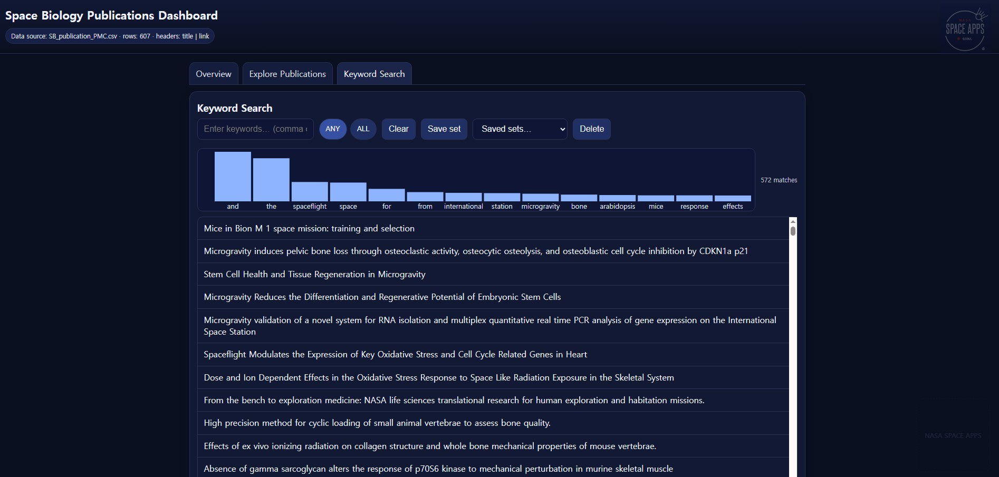 Space Biology Publications Dashboard
Data source: SB_publication_PMC.csv · rows: 607 · headers: title | link
NASA
SPACE APPS
SEOUL
Overview
Explore Publications
Keyword Search
Keyword Search
Enter keywords… (comma o
ANY
ALL
Clear
Save set
Saved sets…
Delete
and
the
spaceflight
space
for
from
international
station
microgravity
bone
arabidopsis
mice
response
effects
572 matches
Mice in Bion M 1 space mission: training and selection
Microgravity induces pelvic bone loss through osteoclastic activity, osteocytic osteolysis, and osteoblastic cell cycle inhibition by CDKN1a p21
Stem Cell Health and Tissue Regeneration in Microgravity
Microgravity Reduces the Differentiation and Regenerative Potential of Embryonic Stem Cells
Microgravity validation of a novel system for RNA isolation and multiplex quantitative real time PCR analysis of gene expression on the International
Space Station
Spaceflight Modulates the Expression of Key Oxidative Stress and Cell Cycle Related Genes in Heart
Dose and Ion Dependent Effects in the Oxidative Stress Response to Space Like Radiation Exposure in the Skeletal System
From the bench to exploration medicine: NASA life sciences translational research for human exploration and habitation missions.
High precision method for cyclic loading of small animal vertebrae to assess bone quality.
Effects of ex vivo ionizing radiation on collagen structure and whole bone mechanical properties of mouse vertebrae.
Absence of gamma sarcoglycan alters the response of p70S6 kinase to mechanical perturbation in murine skeletal muscle
NASA SPACE APPS